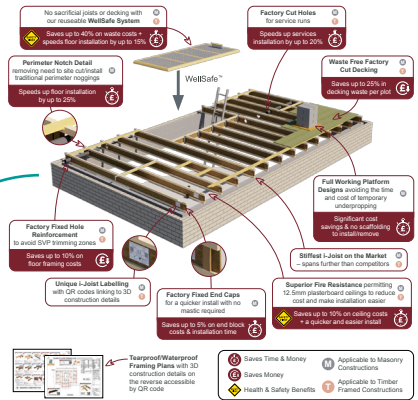 No sacrificial joists or decking with
our reuseable WellSafe System
M
T
Saves up to 40% on waste costs +
speeds floor installation by up to 15%
£
Factory Cut Holes
for service runs
M
T
Speeds up services
installation by up to 20%
£
Perimeter Notch Detail
removing need to site cut/install
traditional perimeter noggings
M
Speeds up floor installation
by up to 25%
£
WellSafe™
Waste Free Factory
Cut Decking
M
T
Saves up to 25% in
decking waste per plot
£
Full Working Platform
Designs avoiding the time
and cost of temporary
underpropping
M
T
Significant cost
savings & no scaffolding
to install/remove
£
Factory Fixed Hole
Reinforcement
to avoid SVP trimming zones
M
T
Saves up to 10% on
floor framing costs
£
Unique i-Joist Labelling
with QR codes linking to 3D
construction details
M
T
Factory Fixed End Caps
for a quicker install with no
mastic required
M
Saves up to 5% on end block
costs & installation time
£
Stiffest i-Joist on the Market
– spans further than competitors
M
T
Superior Fire Resistance permitting
12.5mm plasterboard ceilings to reduce
cost and make installation easier
M
T
Saves up to 10% on ceiling costs
+ a quicker and easier install
£
Tearproof/Waterproof
Framing Plans with 3D
construction details on
the reverse accessible
by QR code
£ Saves Time & Money
£ Saves Money
Health & Safety Benefits
M Applicable to Masonry
Constructions
T Applicable to Timber
Framed Constructions